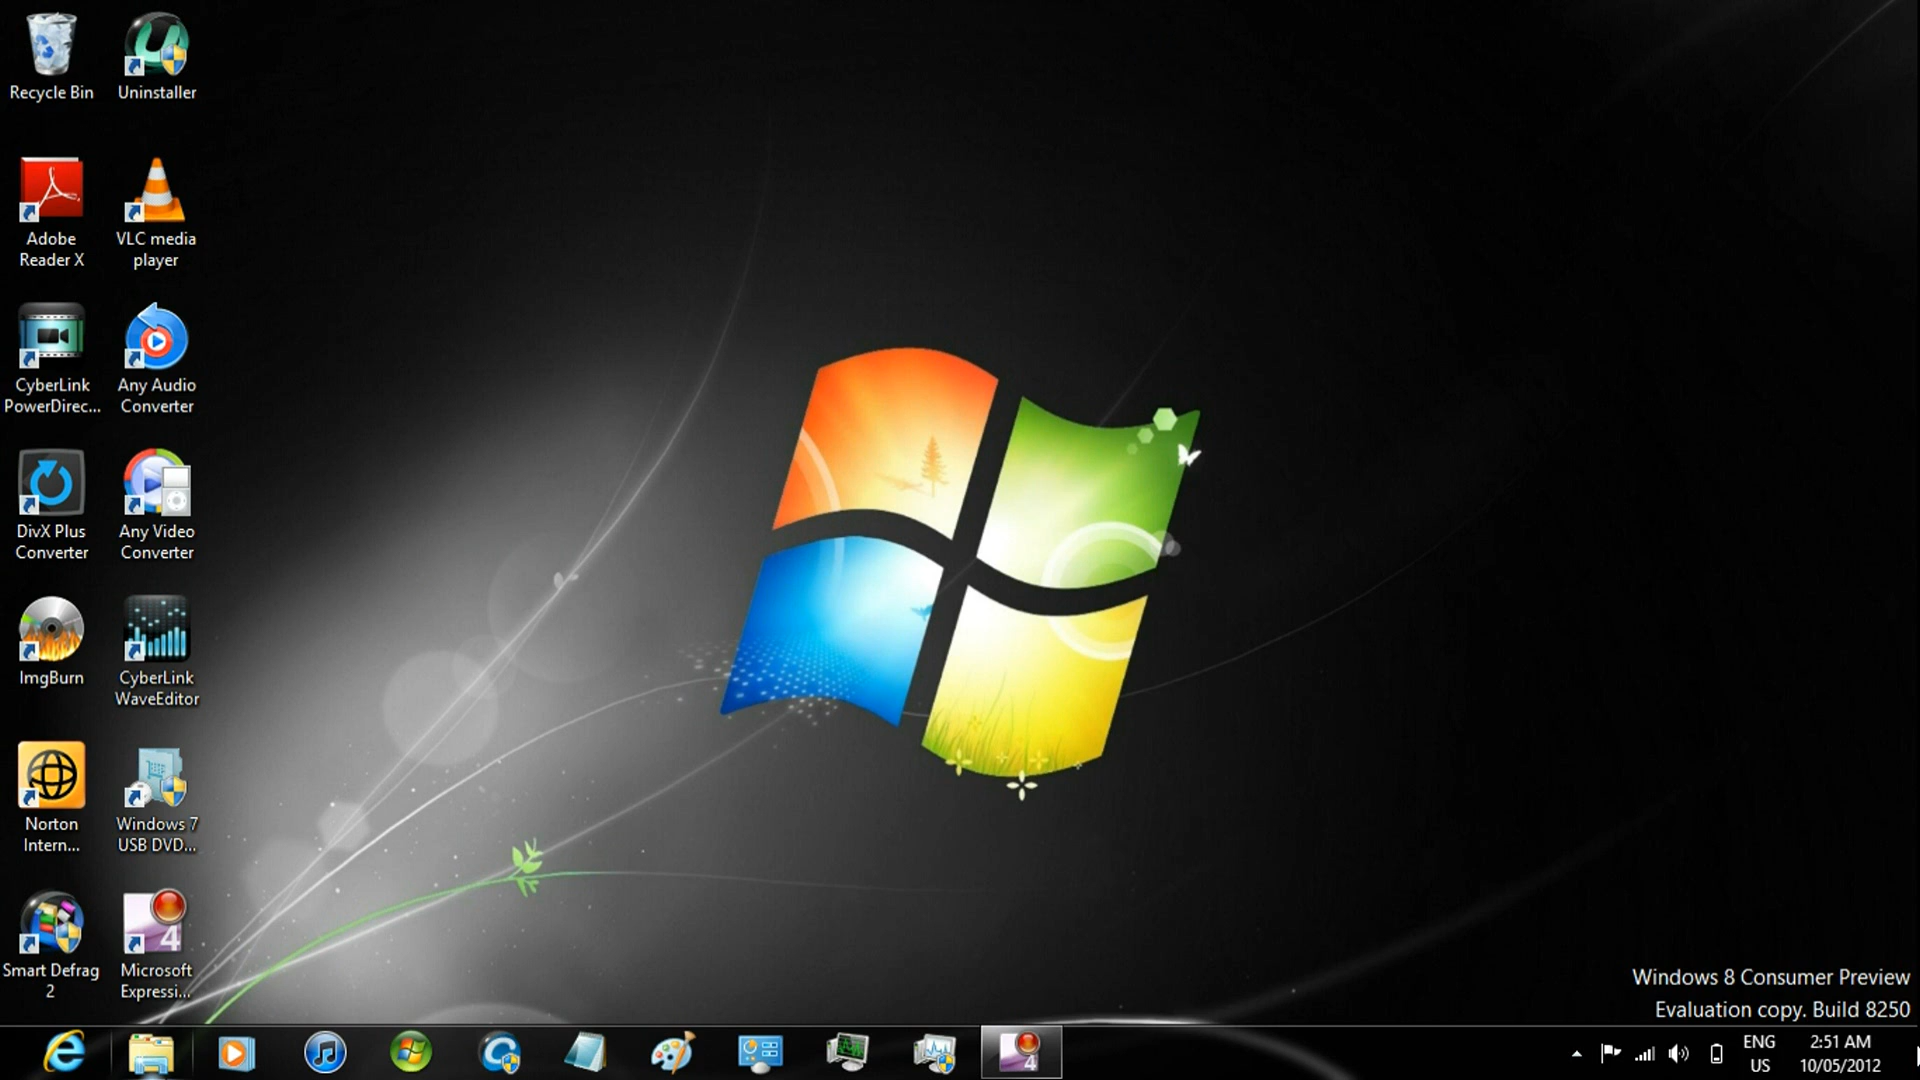 Recycle Bin
Uninstaller
Adobe
Reader X
VLC media
player
CyberLink
PowerDirec...
Any Audio
Converter
DivX Plus
Converter
Any Video
Converter
ImgBurn
CyberLink
WaveEditor
Norton
Intern...
Windows 7
USB DVD...
Smart Defrag
2
4
Microsoft
Expressi...
Windows 8 Consumer Preview
Evaluation copy. Build 8250
4
ENG
US
2:51 AM
10/05/2012